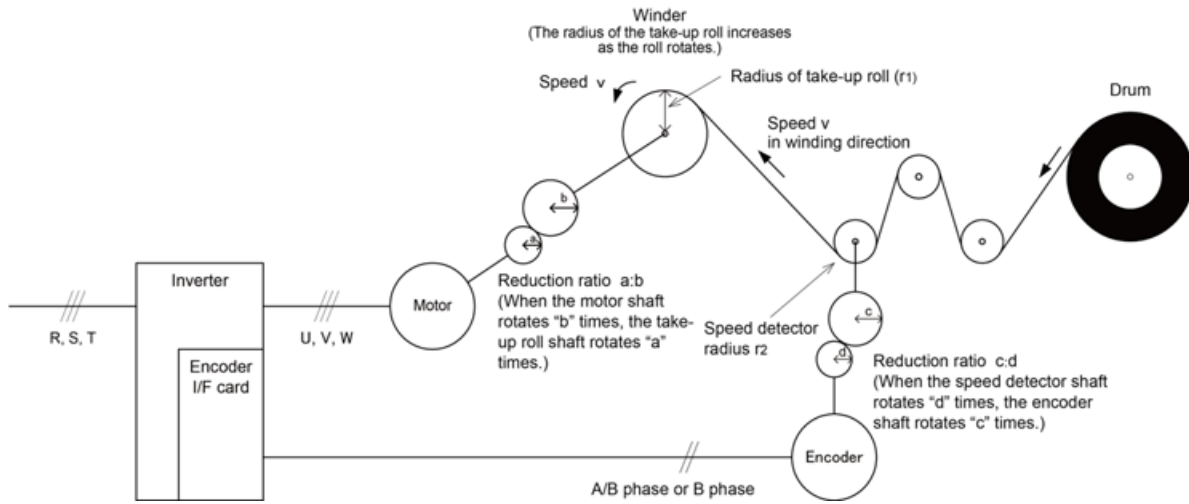 Winder
(The radius of the take-up roll increases
as the roll rotates.)
Speed v
Radius of take-up roll (r1)
Drum
Speed v
in winding direction
b
a
Inverter
Motor
Reduction ratio a:b
(When the motor shaft
rotates “b” times, the take-
up roll shaft rotates “a”
times.)
R, S, T
U, V, W
Encoder
I/F card
Speed detector
radius r2
c
d
Reduction ratio c:d
(When the speed detector shaft
rotates “d” times, the encoder
shaft rotates “c” times.)
Encoder
A/B phase or B phase